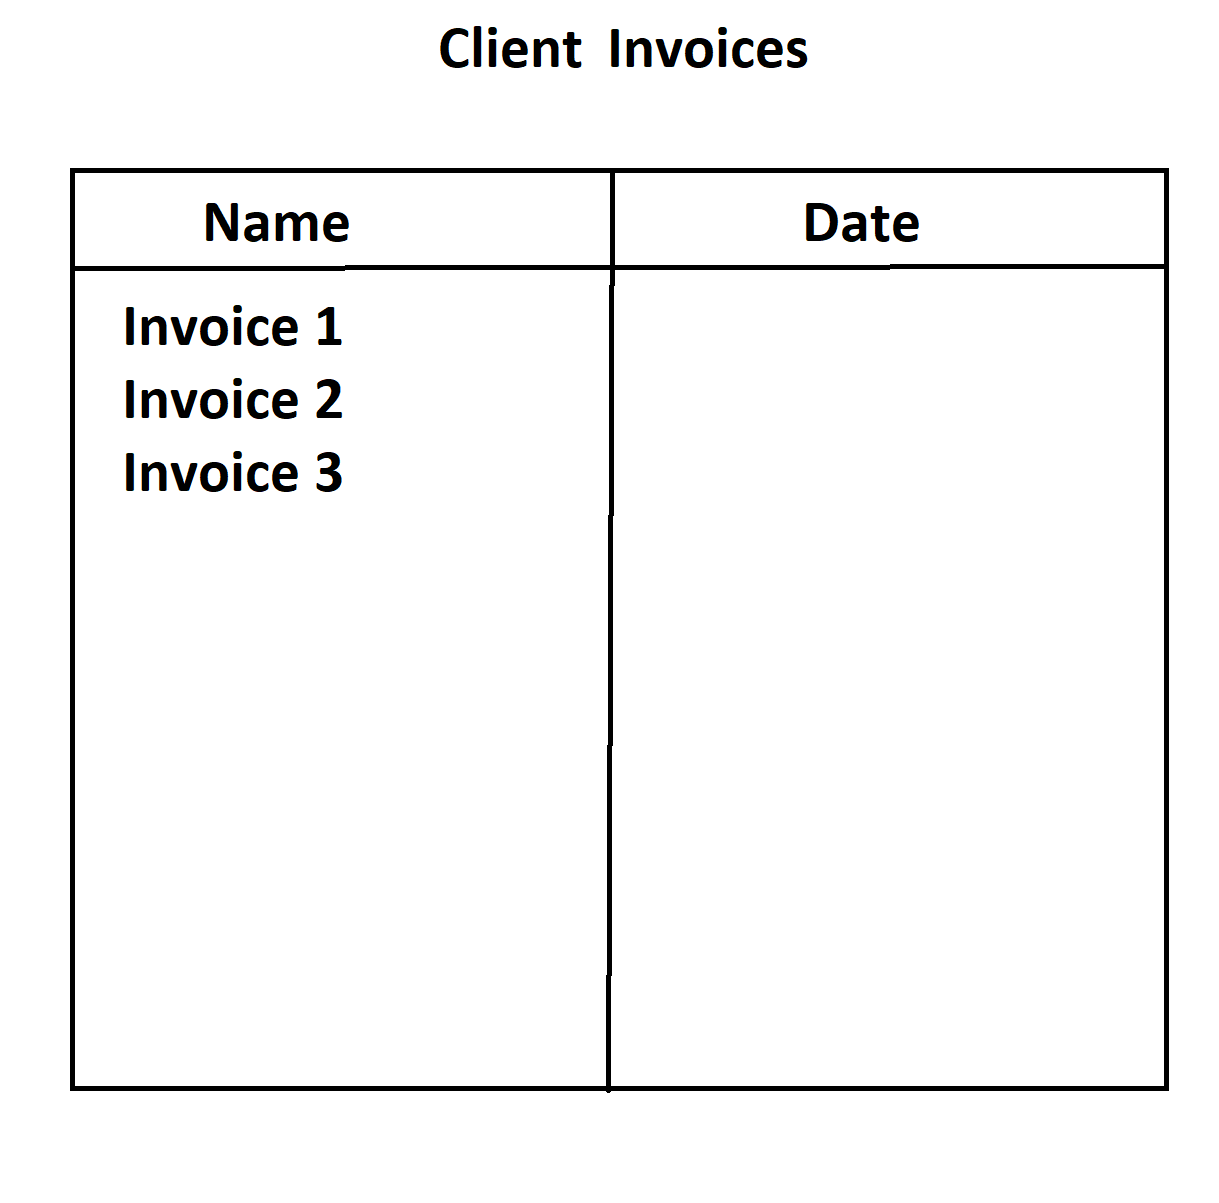 Client Invoices
Name Date
Invoice 1
Invoice 2
Invoice 3